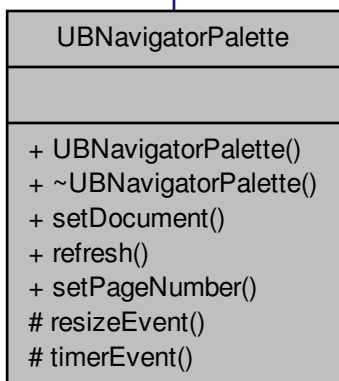 UBNavigatorPalette
+ UBNavigatorPalette()
+ ~UBNavigatorPalette()
+ setDocument()
+ refresh()
+ setPageNumber()
# resizeEvent()
# timerEvent()